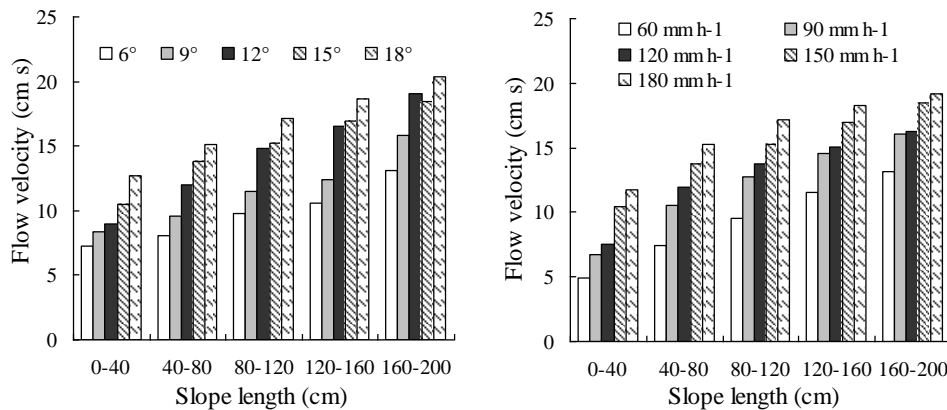 25
20
15
10
5
0
Flow velocity (cm s)
6° 9° 12° 15° 18°
0-40 40-80 80-120 120-160 160-200
Slope length (cm)
25
20
15
10
5
0
Flow velocity (cm s)
60 mm h-1 90 mm h-1
120 mm h-1 150 mm h-1
180 mm h-1
0-40 40-80 80-120 120-160 160-200
Slope length (cm)